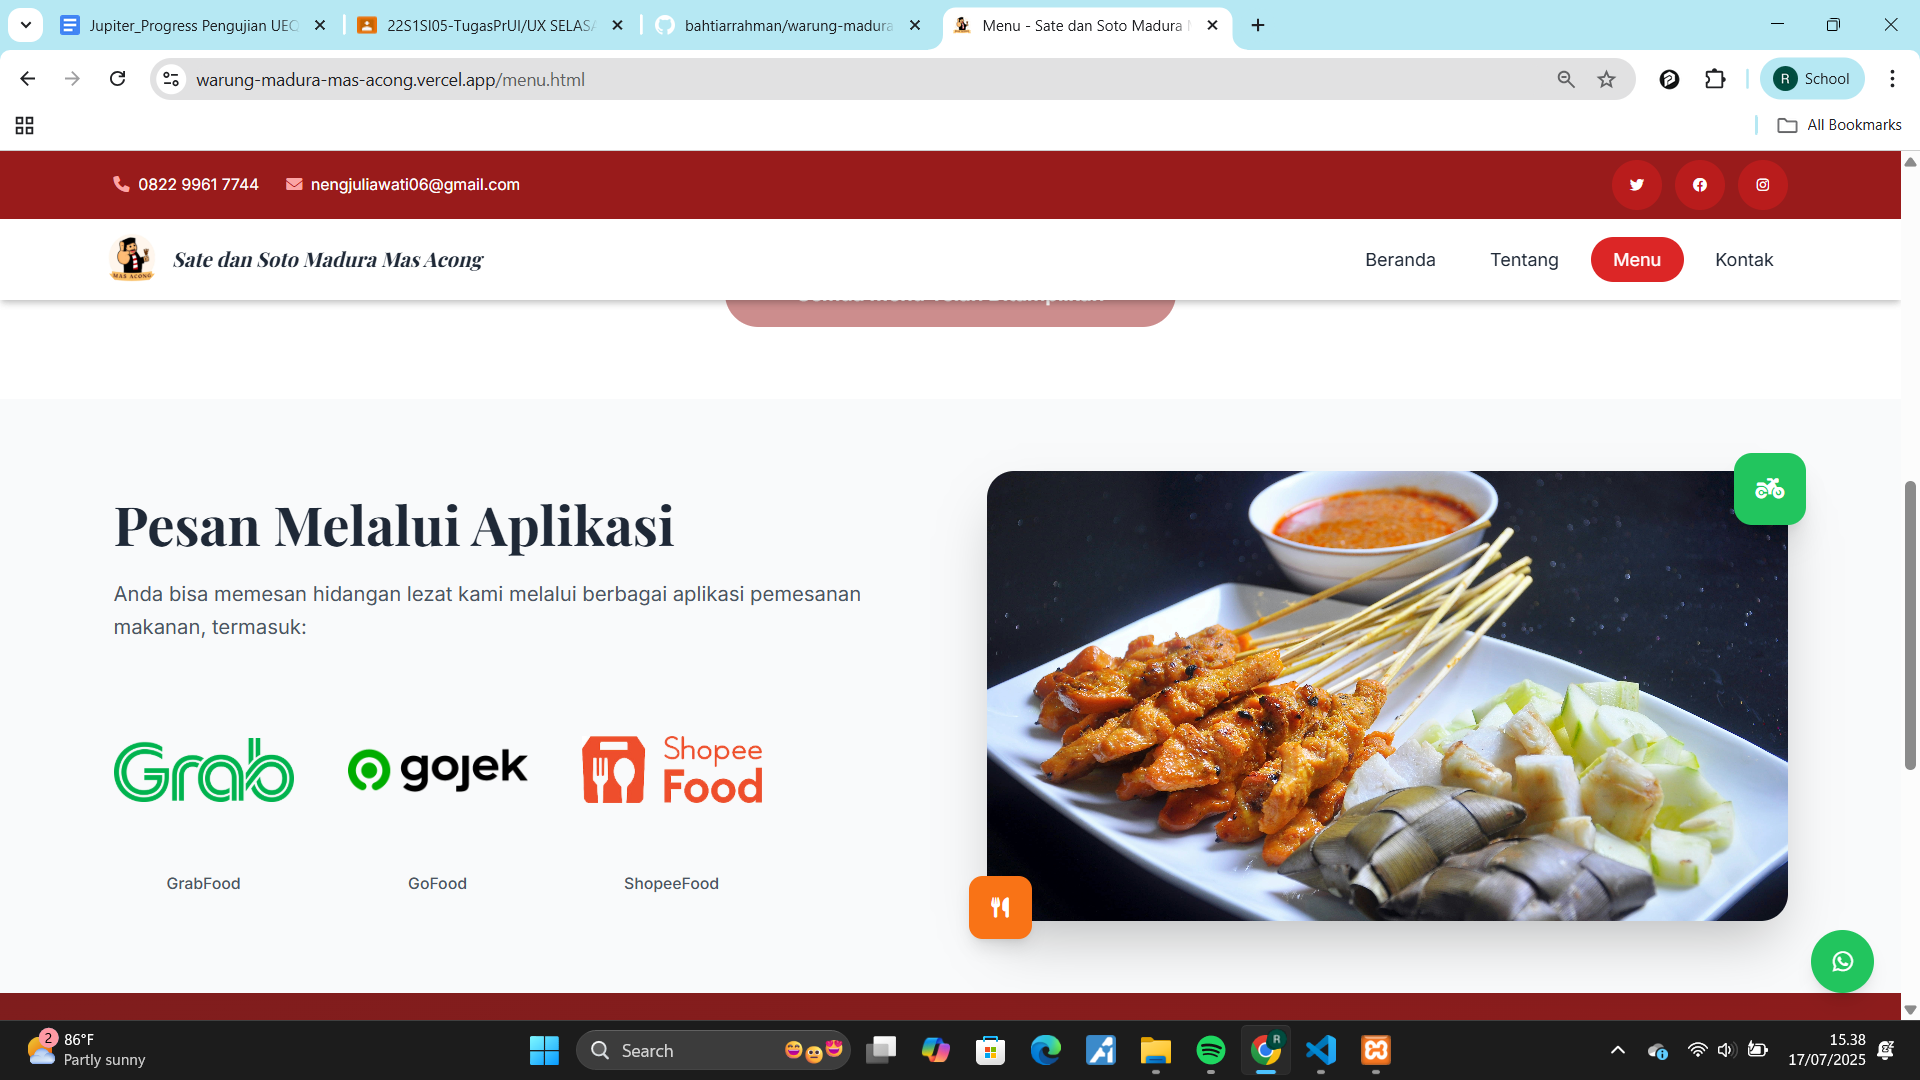 Jupiter_Progress Pengujian UEQ
22S1SI05-TugasPrUI/UX SELASA
bahtiarrahman/warung-madura
Menu - Sate dan Soto Madura M
warung-madura-mas-acong.vercel.app/menu.html
R School
All Bookmarks
0822 9961 7744 nengjuliawati06@gmail.com
MAS ACONG
Sate dan Soto Madura Mas Acong
Beranda Tentang Menu Kontak
Pesan Melalui Aplikasi
Anda bisa memesan hidangan lezat kami melalui berbagai aplikasi pemesanan
makanan, termasuk:
Grab
gojek
Shopee
Food
GrabFood GoFood ShopeeFood
2
86°F
Partly sunny
Search
R
15.38
17/07/2025